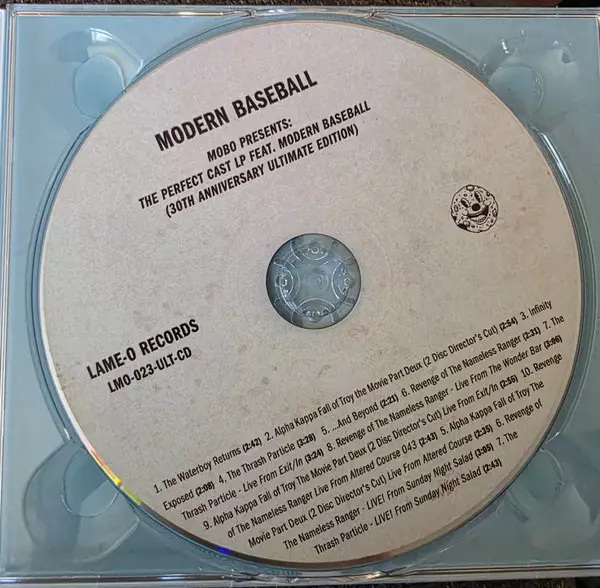 MODERN BASEBALL
MOBO PRESENTS:
THE PERFECT CAST LP FEAT. MODERN BASEBALL
(30TH ANNIVERSARY ULTIMATE EDITION)
LAME-O RECORDS
LMO-023-ULT-CD
1. The Waterboy Returns (2:42) 2. Alpha Kappa Fall of Troy the Movie Part Deux (2 Disc Director's Cut) (2:54) 3. Infinity
Exposed (2:08) 4. The Thrash Particle (3:28) 5. ...And Beyond (2:21) 6. Revenge of the Nameless Ranger (2:31) 7. The
Thrash Particle - Live From Exit/In (3:24) 8. Revenge of The Nameless Ranger - Live From The Wonder Bar (3:06)
9. Alpha Kappa Fall of Troy The Movie Part Deux (2 Disc Director's Cut) Live From Exit/In (2:55) 10. Revenge
of The Nameless Ranger Live From Altered Course 043 (2:43) 5. Alpha Kappa Fall of Troy The
Movie Part Deux (2 Disc Director's Cut) Live From Altered Course (2:35) 6. Revenge of
The Nameless Ranger - LIVE! From Sunday Night Salad (3:05) 7. The
Thrash Particle - LIVE! From Sunday Night Salad (2:43)